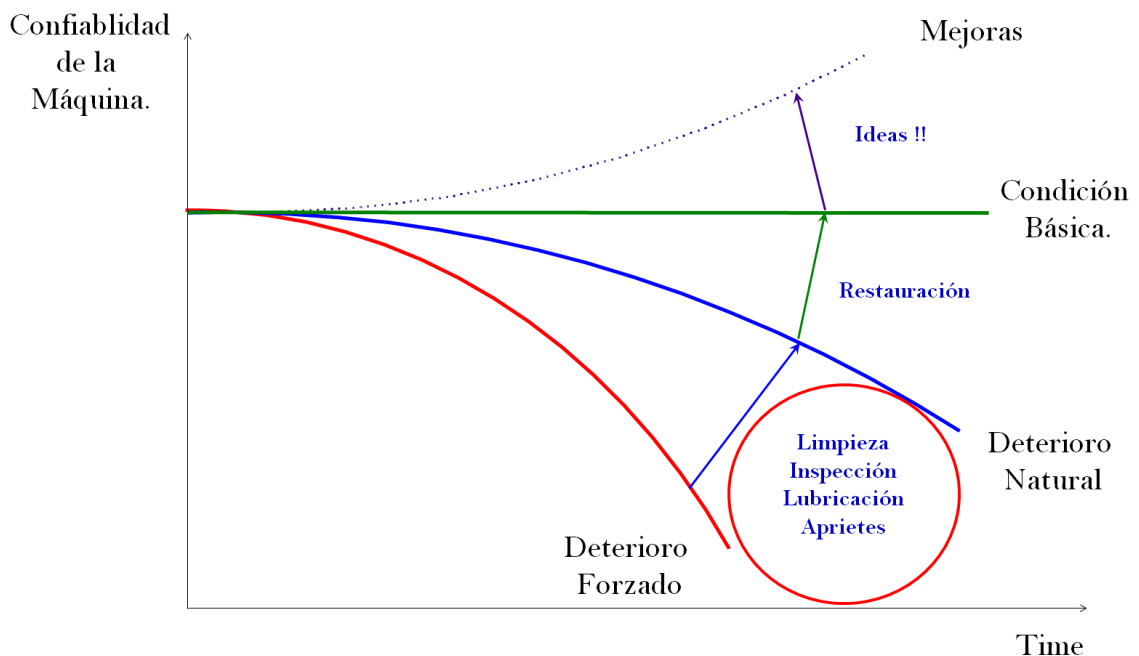 Confiablidad
de la
Máquina.
Mejoras
Ideas !!
Condición
Básica.
Restauración
Limpieza
Inspección
Lubricación
Aprietes
Deterioro
Natural
Deterioro
Forzado
Time